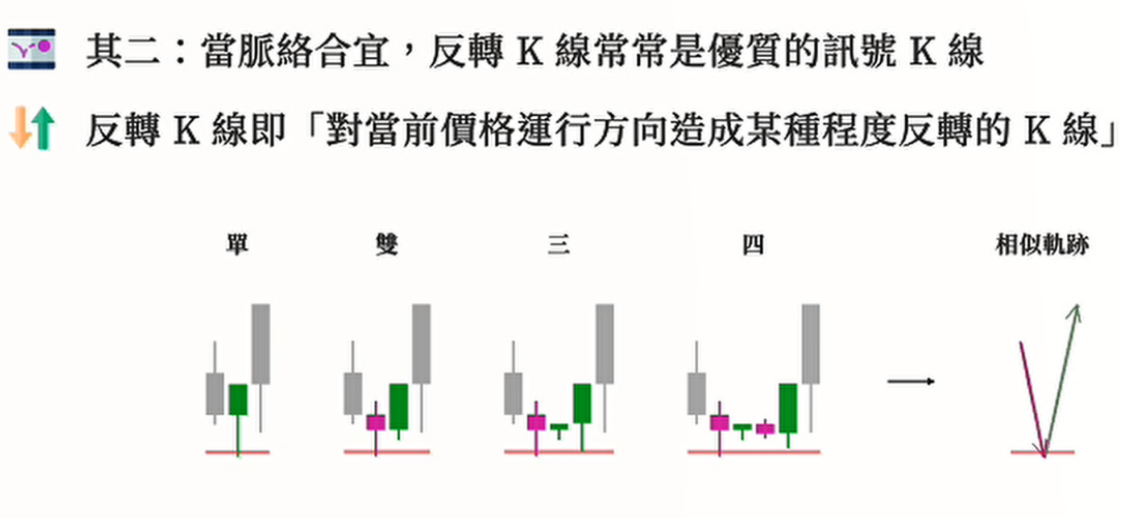 其二：當脈絡合宜，反轉 K 線常常是優質的訊號 K 線
反轉 K 線即「對當前價格運行方向造成某種程度反轉的 K 線」
單 雙 三 四 相似軌跡